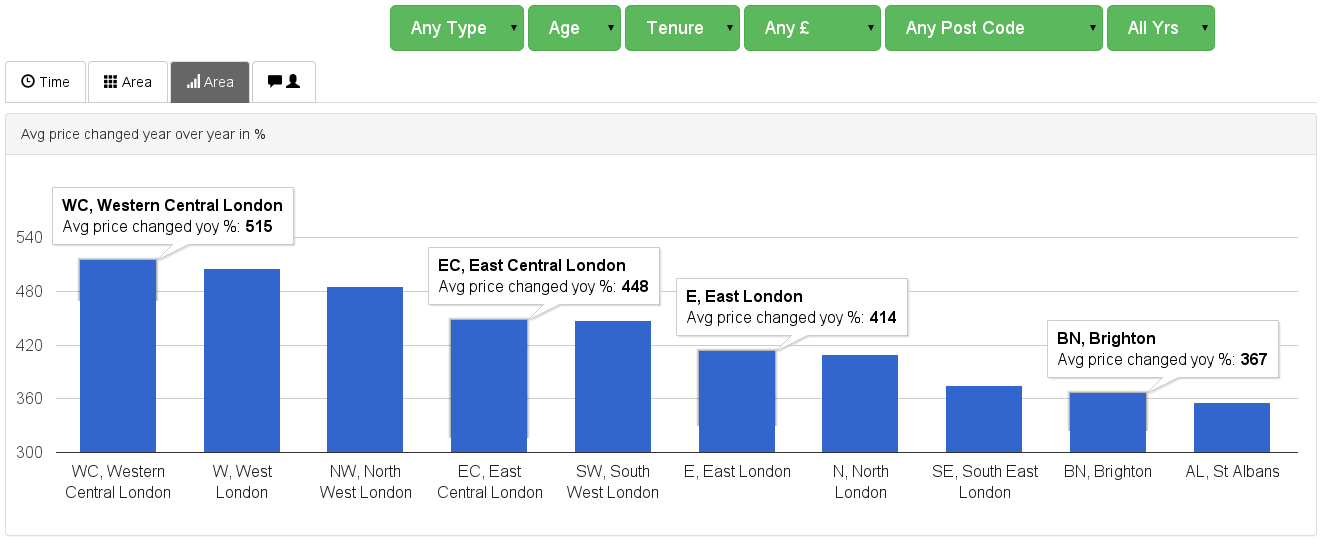 Any Type Age Tenure Any £ Any Post Code All Yrs
Time Area Area
Avg price changed year over year in %
WC, Western Central London
Avg price changed yoy %: 515
EC, East Central London
Avg price changed yoy %: 448
E, East London
Avg price changed yoy %: 414
BN, Brighton
Avg price changed yoy %: 367
540
480
420
360
300
WC, Western
Central London
W, West
London
NW, North
West London
EC, East
Central London
SW, South
West London
E, East London
N, North
London
SE, South East
London
BN, Brighton
AL, St Albans